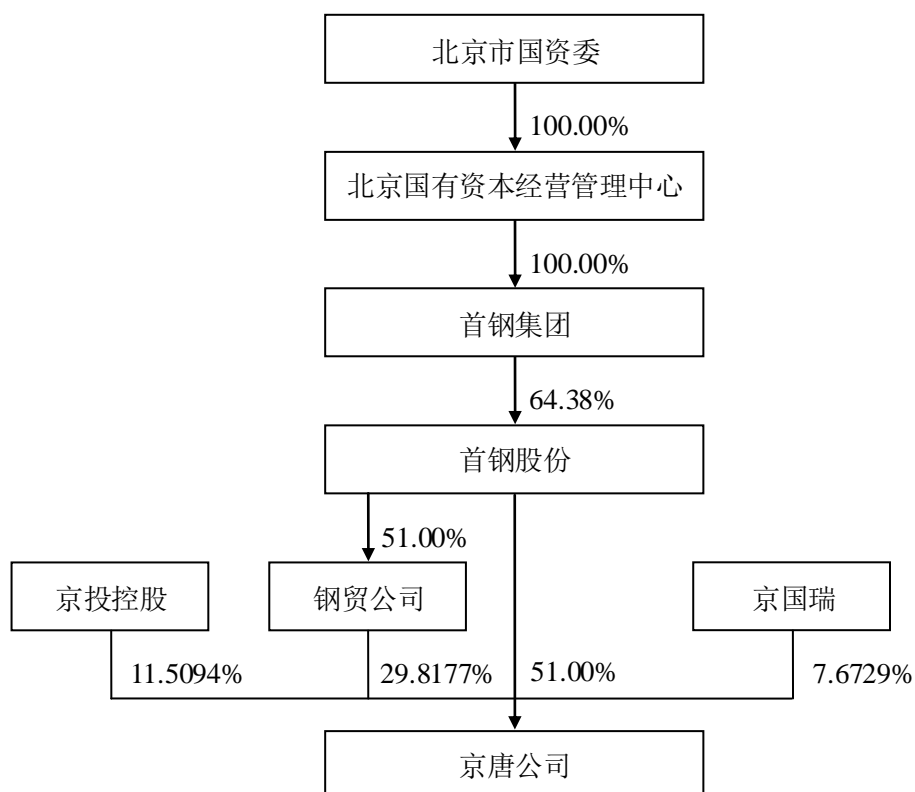 北京市国资委
100.00%
北京国有资本经营管理中心
100.00%
首钢集团
64.38%
首钢股份
51.00%
京投控股
钢贸公司
京国瑞
11.5094%
29.8177%
51.00%
7.6729%
京唐公司